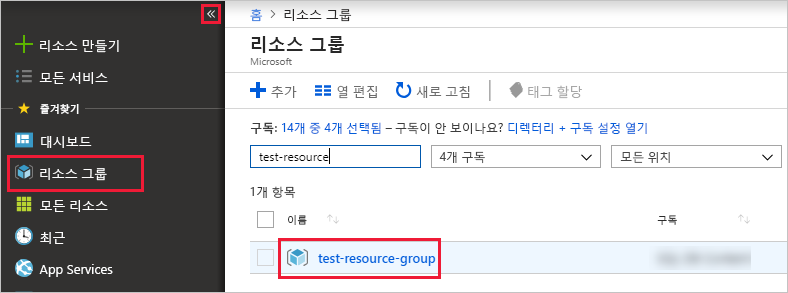 «
리소스 만들기
모든 서비스
즐겨찾기
대시보드
리소스 그룹
모든 리소스
최근
App Services
홈 > 리소스 그룹
리소스 그룹
Microsoft
추가 열 편집 새로 고침 태그 할당
구독: 14개 중 4개 선택됨 – 구독이 안 보이나요? 디렉터리 + 구독 설정 열기
test-resource 4개 구독 모든 위치
1개 항목
이름 구독
test-resource-group